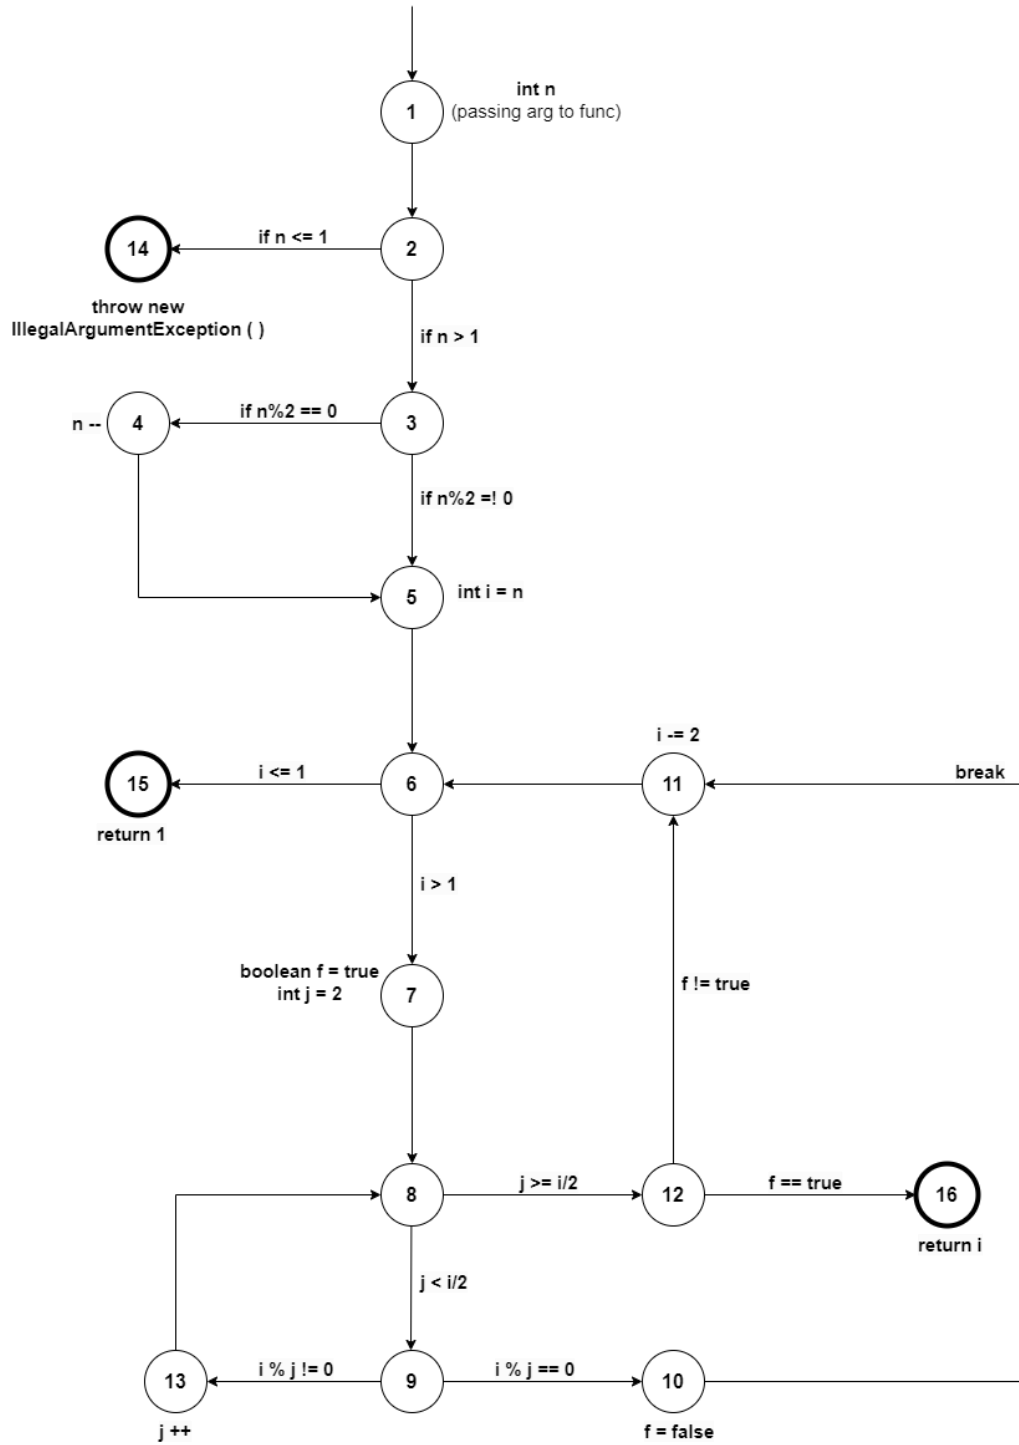 int n
1
(passing arg to func)
14
if n <= 1
2
throw new
IllegalArgumentException ( )
if n > 1
n --
4
if n%2 == 0
3
if n%2 =! 0
5
int i = n
i -= 2
15
i <= 1
6
11
break
return 1
i > 1
boolean f = true
int j = 2
7
f != true
8
j >= i/2
12
f == true
16
return i
j < i/2
13
i % j != 0
9
i % j == 0
10
j ++
f = false